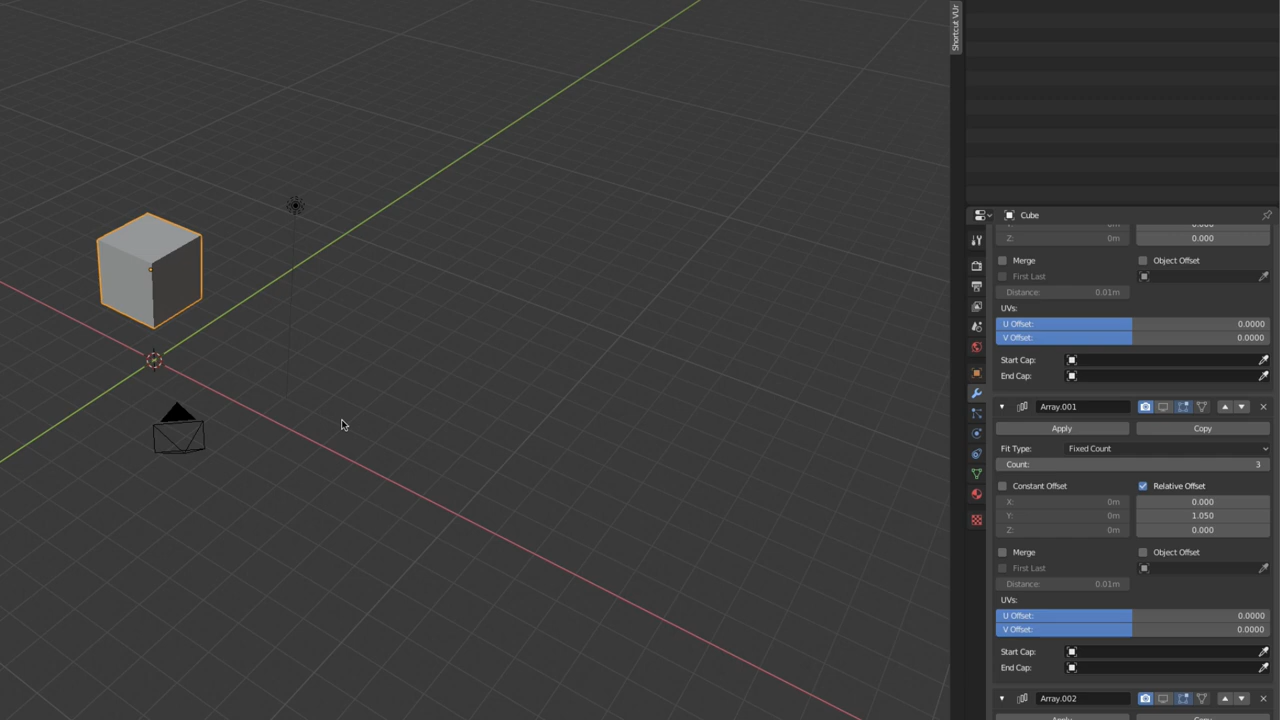 Shortcut VUr
Cube
Z: 0m 0.000
Merge Object Offset
First Last
Distance: 0.01m
UVs:
U Offset: 0.0000
V Offset: 0.0000
Start Cap:
End Cap:
Array.001
Apply Copy
Fit Type: Fixed Count
Count: 3
Constant Offset Relative Offset
X: 0m 0.000
Y: 0m 1.050
Z: 0m 0.000
Merge Object Offset
First Last
Distance: 0.01m
UVs:
U Offset: 0.0000
V Offset: 0.0000
Start Cap:
End Cap:
Array.002